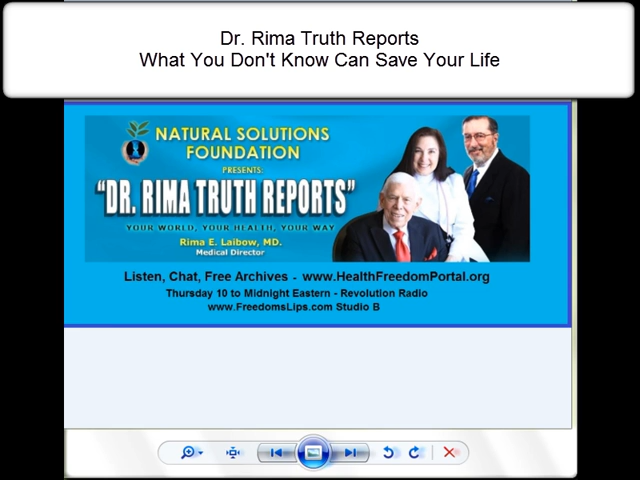 Dr. Rima Truth Reports
What You Don't Know Can Save Your Life
NATURAL SOLUTIONS
FOUNDATION
PRESENTS:
"DR. RIMA TRUTH REPORTS"
YOUR WORLD, YOUR HEALTH, YOUR WAY
Rima E. Laibow, MD.
Medical Director
Listen, Chat, Free Archives - www.HealthFreedomPortal.org
Thursday 10 to Midnight Eastern - Revolution Radio
www.FreedomsLips.com Studio B